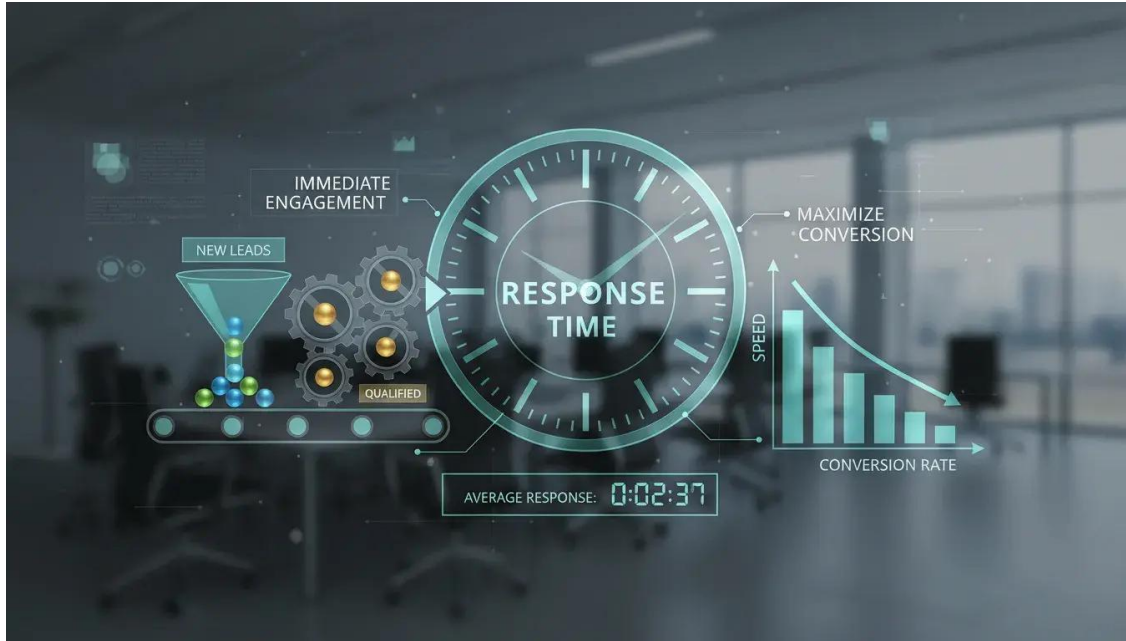 IMMEDIATE
ENGAGEMENT
NEW LEADS
QUALIFIED
RESPONSE
TIME
MAXIMIZE
CONVERSION
SPEED
CONVERSION RATE
AVERAGE RESPONSE: 0:02:37